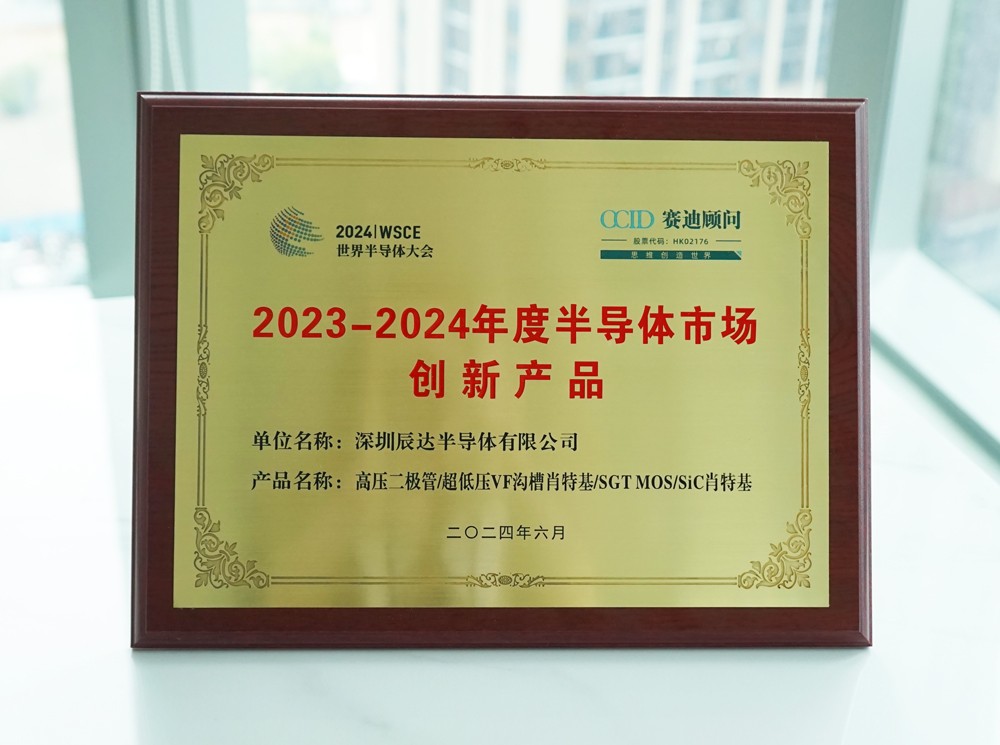 2024|WSCE
世界半导体大会
CCID 赛迪顾问
股票代码：HK02176
思维创造世界
2023-2024年度半导体市场
创新产品
单位名称：深圳辰达半导体有限公司
产品名称：高压二极管/超低压VF沟槽肖特基/SGT MOS/SiC肖特基
二〇二四年六月